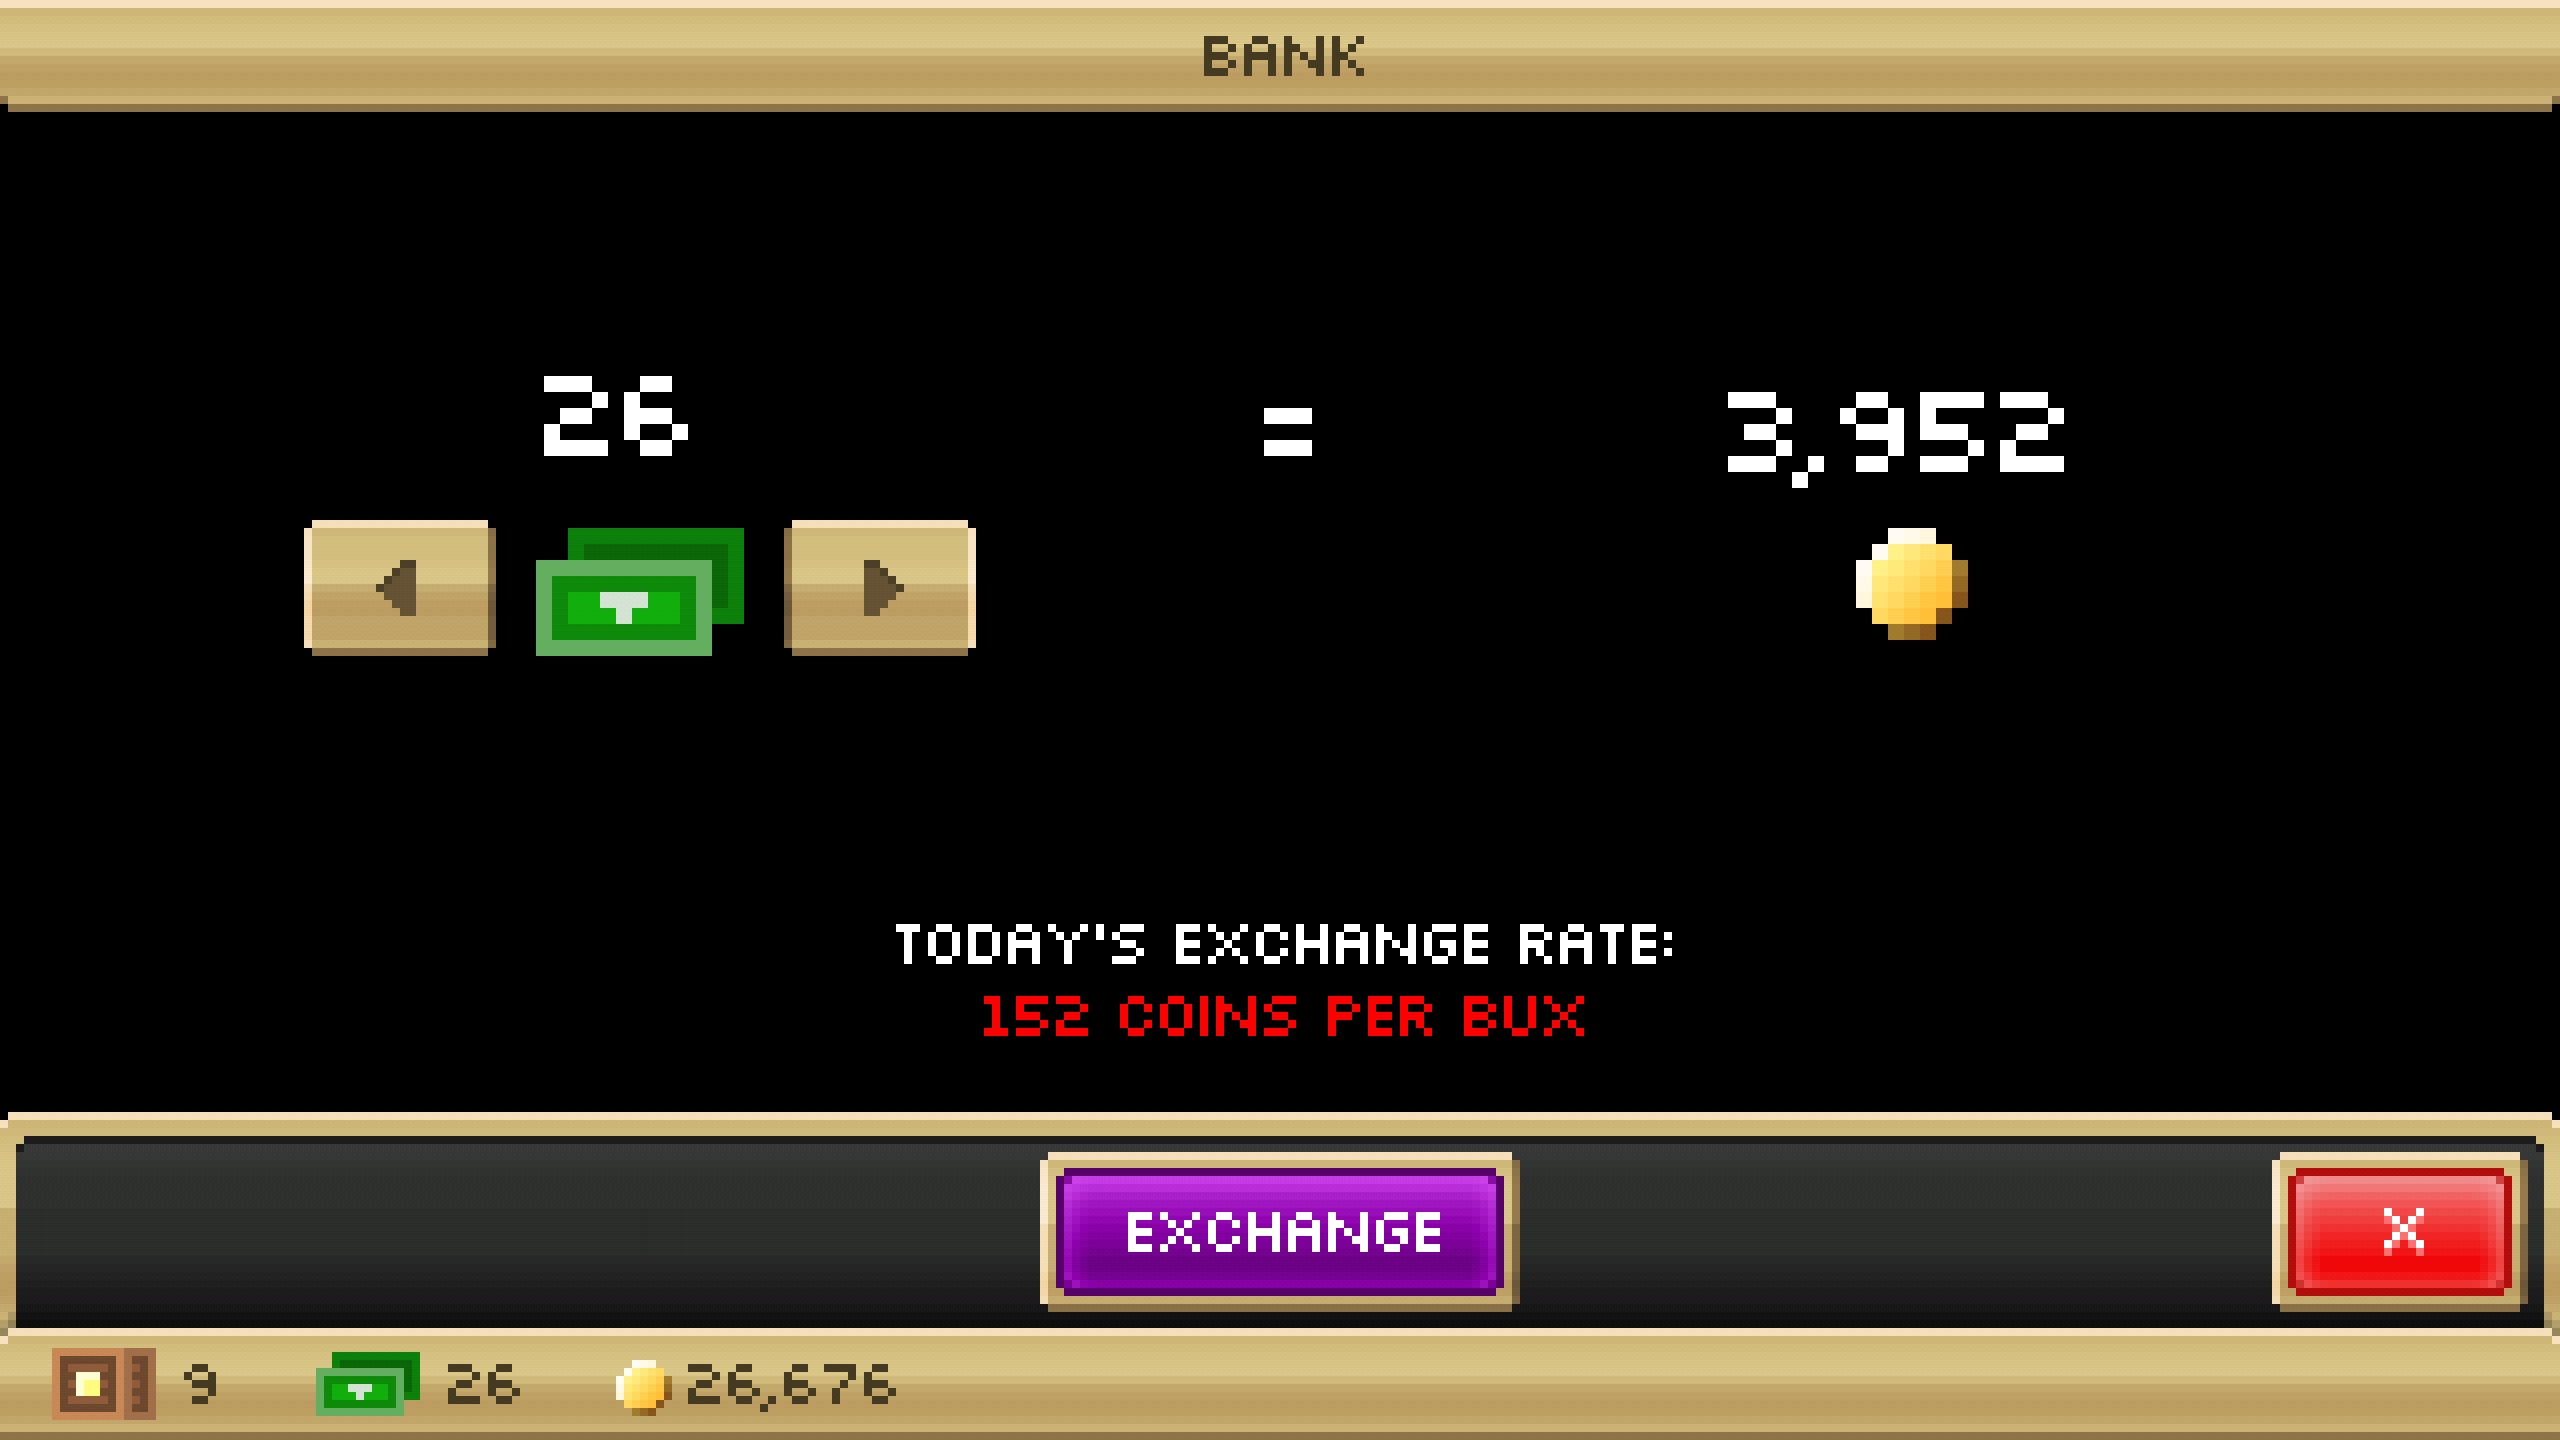 BANK
26 = 3,952
TODAY'S EXCHANGE RATE:
152 COINS PER BUX
EXCHANGE X
9 26 26,676